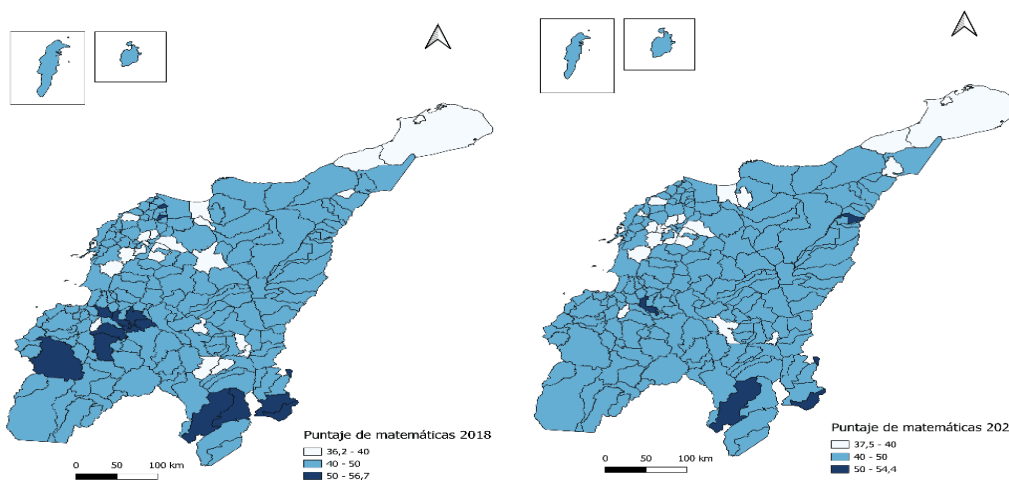 Puntaje de matemáticas 2018
36,2 - 40
40 - 50
50 - 56,7
0 50 100 km
Puntaje de matemáticas 202
37,5 - 40
40 - 50
50 - 54,4
0 50 100 km